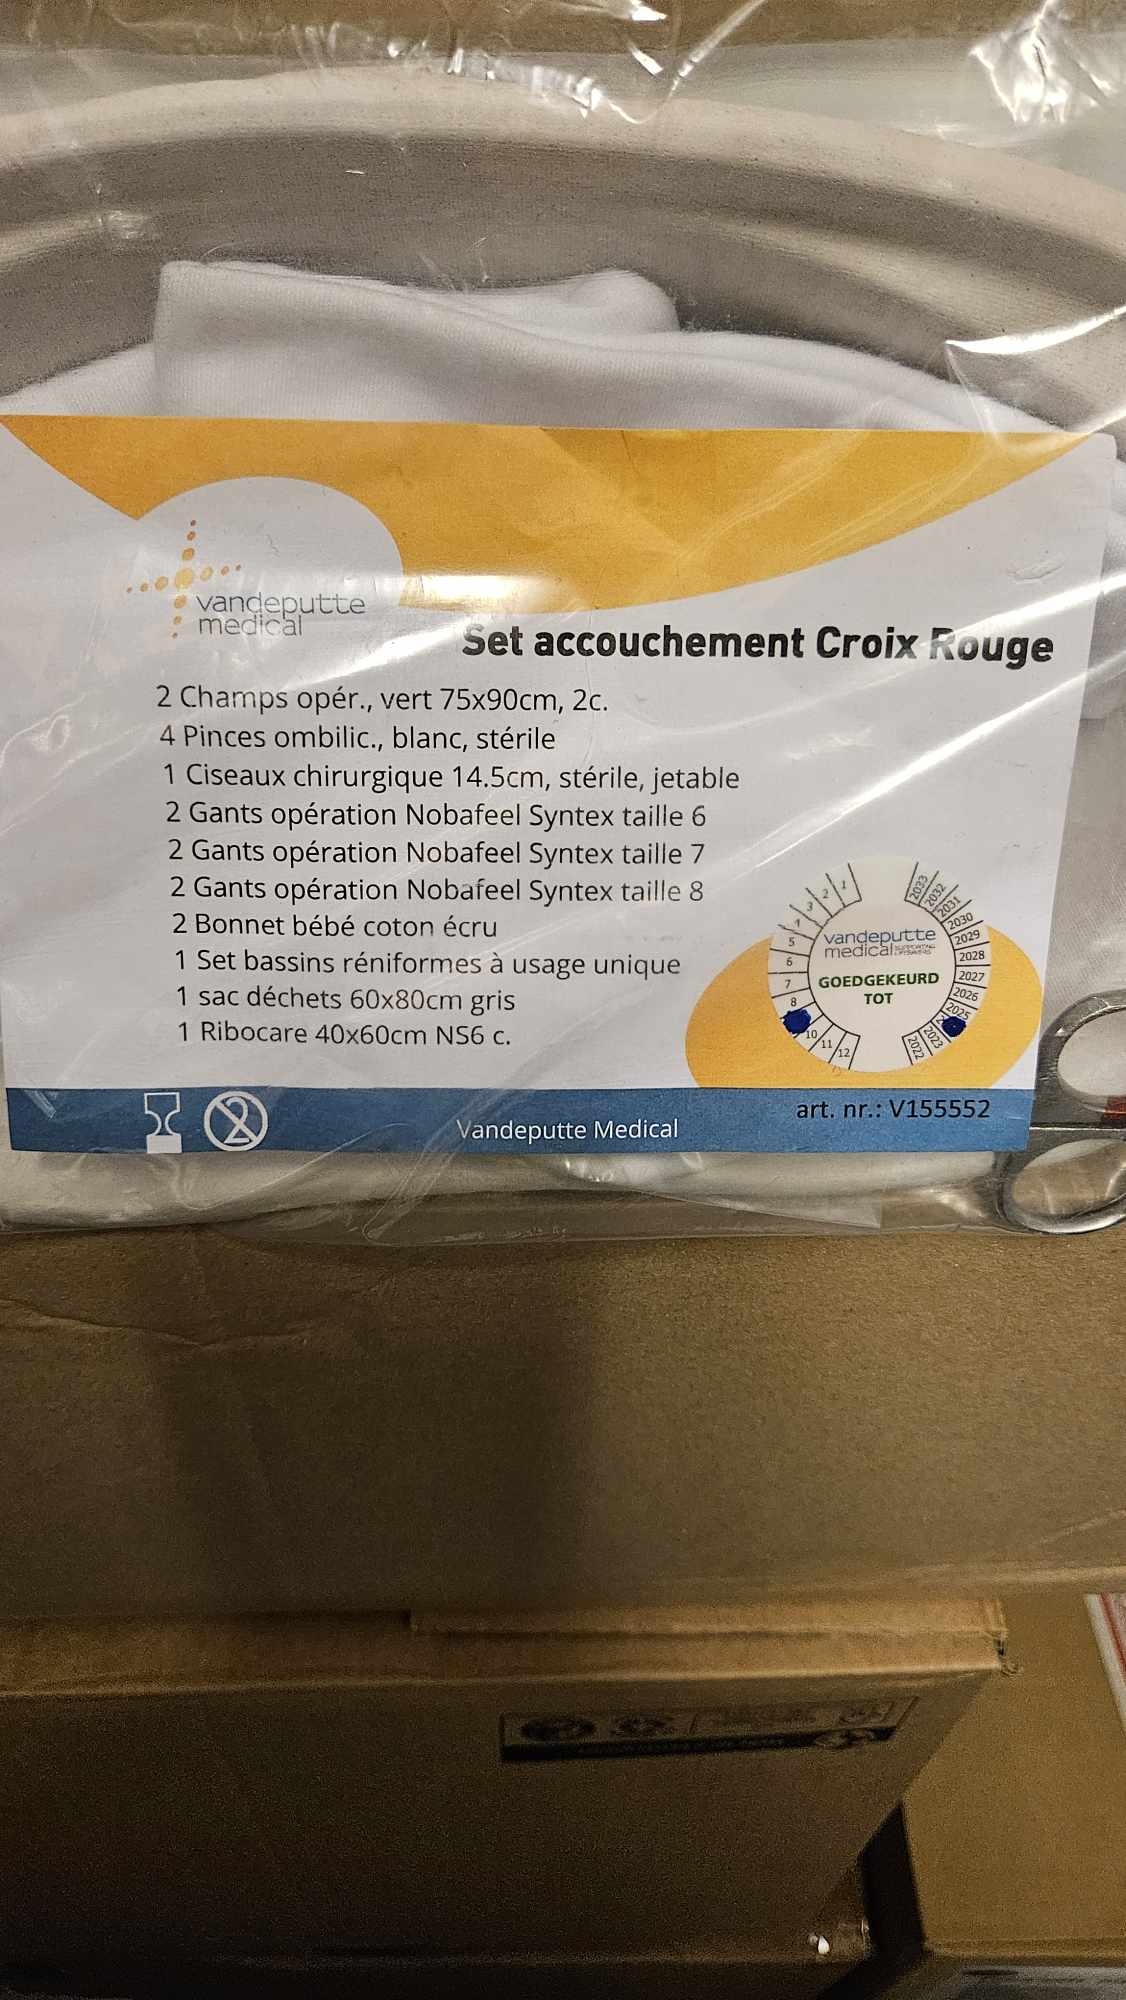 vandeputte
medical
Set accouchement Croix Rouge
2 Champs opér., vert 75x90cm, 2c.
4 Pinces ombilic., blanc, stérile
1 Ciseaux chirurgique 14.5cm, stérile, jetable
2 Gants opération Nobafeel Syntex taille 6
2 Gants opération Nobafeel Syntex taille 7
2 Gants opération Nobafeel Syntex taille 8
2 Bonnet bébé coton écru
1 Set bassins réniformes à usage unique
1 sac déchets 60x80cm gris
1 Ribocare 40x60cm NS6 c.
1
2
3
4
5
6
7
8
10
11
12
2033
2032
2031
2030
2029
2028
2027
2026
2025
2023
2022
vandeputte
medical
GOEDGEKEURD
TOT
2
Vandeputte Medical
art. nr.: V155552